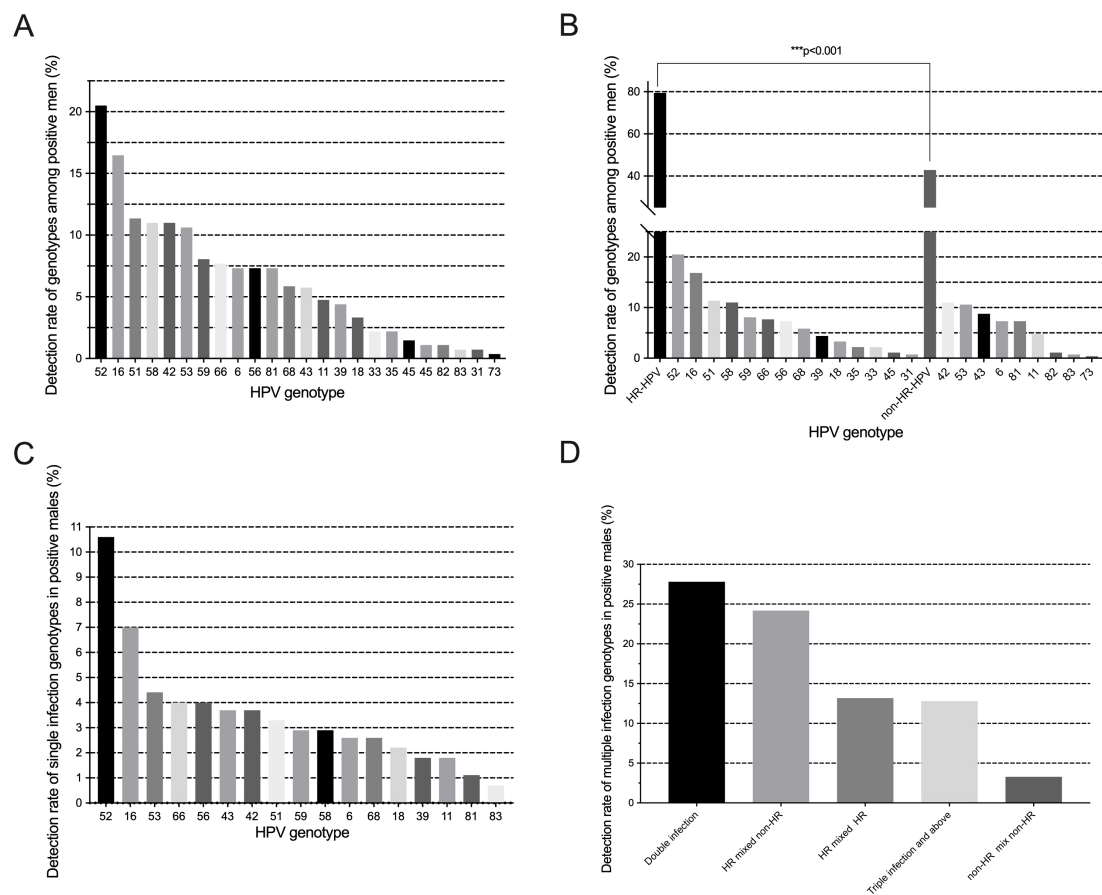 A
Detection rate of genotypes among positive men (%)
20
15
10
5
0
52 16 51 58 42 53 59 66 6 56 81 68 43 11 39 18 33 35 45 45 82 83 31 73
HPV genotype
B
***p<0.001
Detection rate of genotypes among positive men (%)
80
60
40
20
10
0
HR-HPV 52 16 51 58 59 66 56 68 39 18 35 33 45 31 non-HR-HPV 42 53 43 6 81 11 82 83 73
HPV genotype
C
Detection rate of single infection genotypes in positive males (%)
11
10
9
8
7
6
5
4
3
2
1
0
52 16 53 66 56 43 42 51 59 58 6 68 18 39 11 81 83
HPV genotype
D
Detection rate of multiple infection genotypes in positive males (%)
30
25
20
15
10
5
0
Double infection
HR mixed non-HR
HR mixed HR
Triple infection and above
non-HR mix non-HR